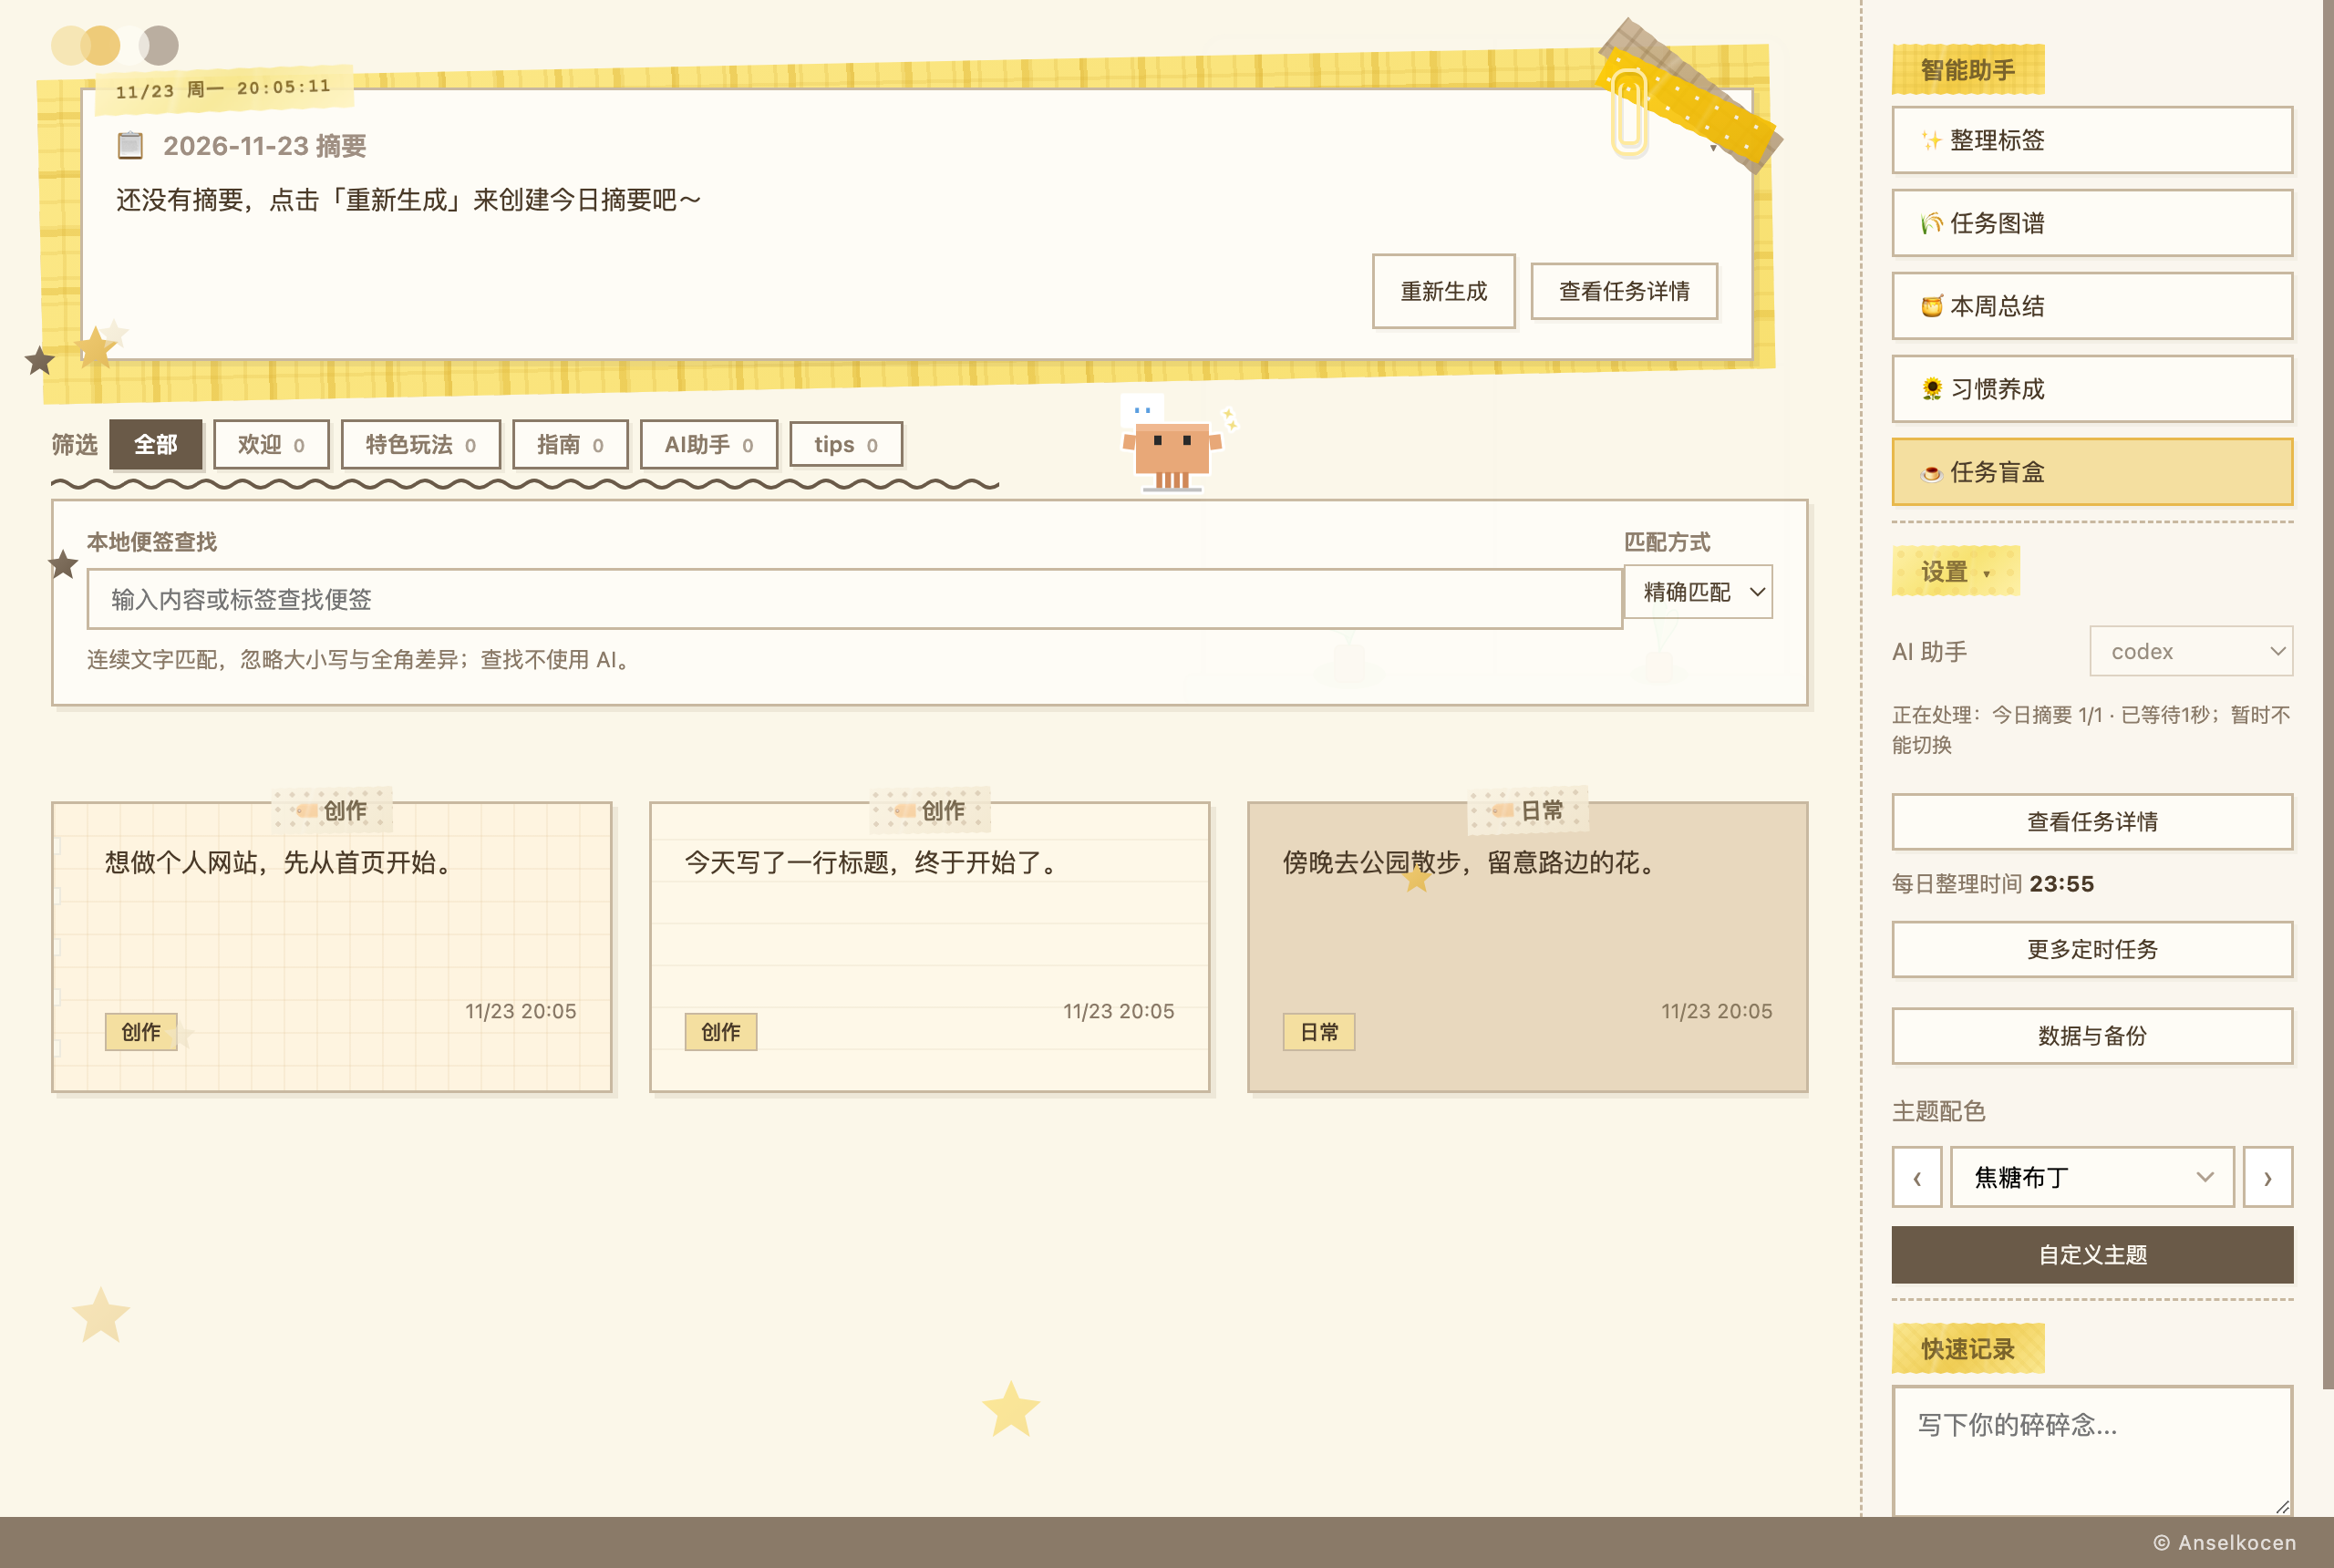 11/23 周一 20:05:11
2026-11-23 摘要
还没有摘要，点击「重新生成」来创建今日摘要吧～
重新生成
查看任务详情
筛选
全部
欢迎 0
特色玩法 0
指南 0
AI助手 0
tips 0
本地便签查找
匹配方式
输入内容或标签查找便签
精确匹配
连续文字匹配，忽略大小写与全角差异；查找不使用 AI。
创作
想做个人网站，先从首页开始。
11/23 20:05
创作
创作
今天写了一行标题，终于开始了。
11/23 20:05
创作
日常
傍晚去公园散步，留意路边的花。
11/23 20:05
日常
智能助手
整理标签
任务图谱
本周总结
习惯养成
任务盲盒
设置
AI 助手
codex
正在处理：今日摘要 1/1 · 已等待1秒；暂时不
能切换
查看任务详情
每日整理时间 23:55
更多定时任务
数据与备份
主题配色
焦糖布丁
自定义主题
快速记录
写下你的碎碎念...
© Anselkocen